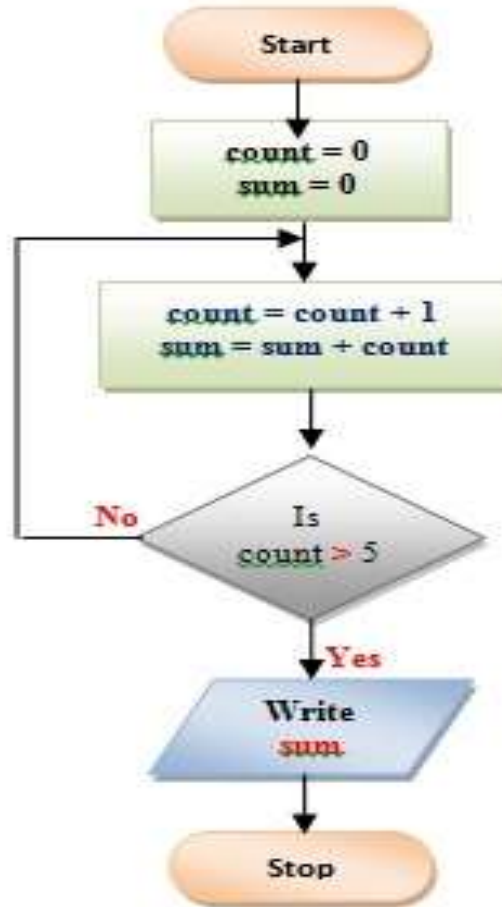 Start
count = 0
sum = 0
count = count + 1
sum = sum + count
No
Is
count > 5
Yes
Write
sum
Stop